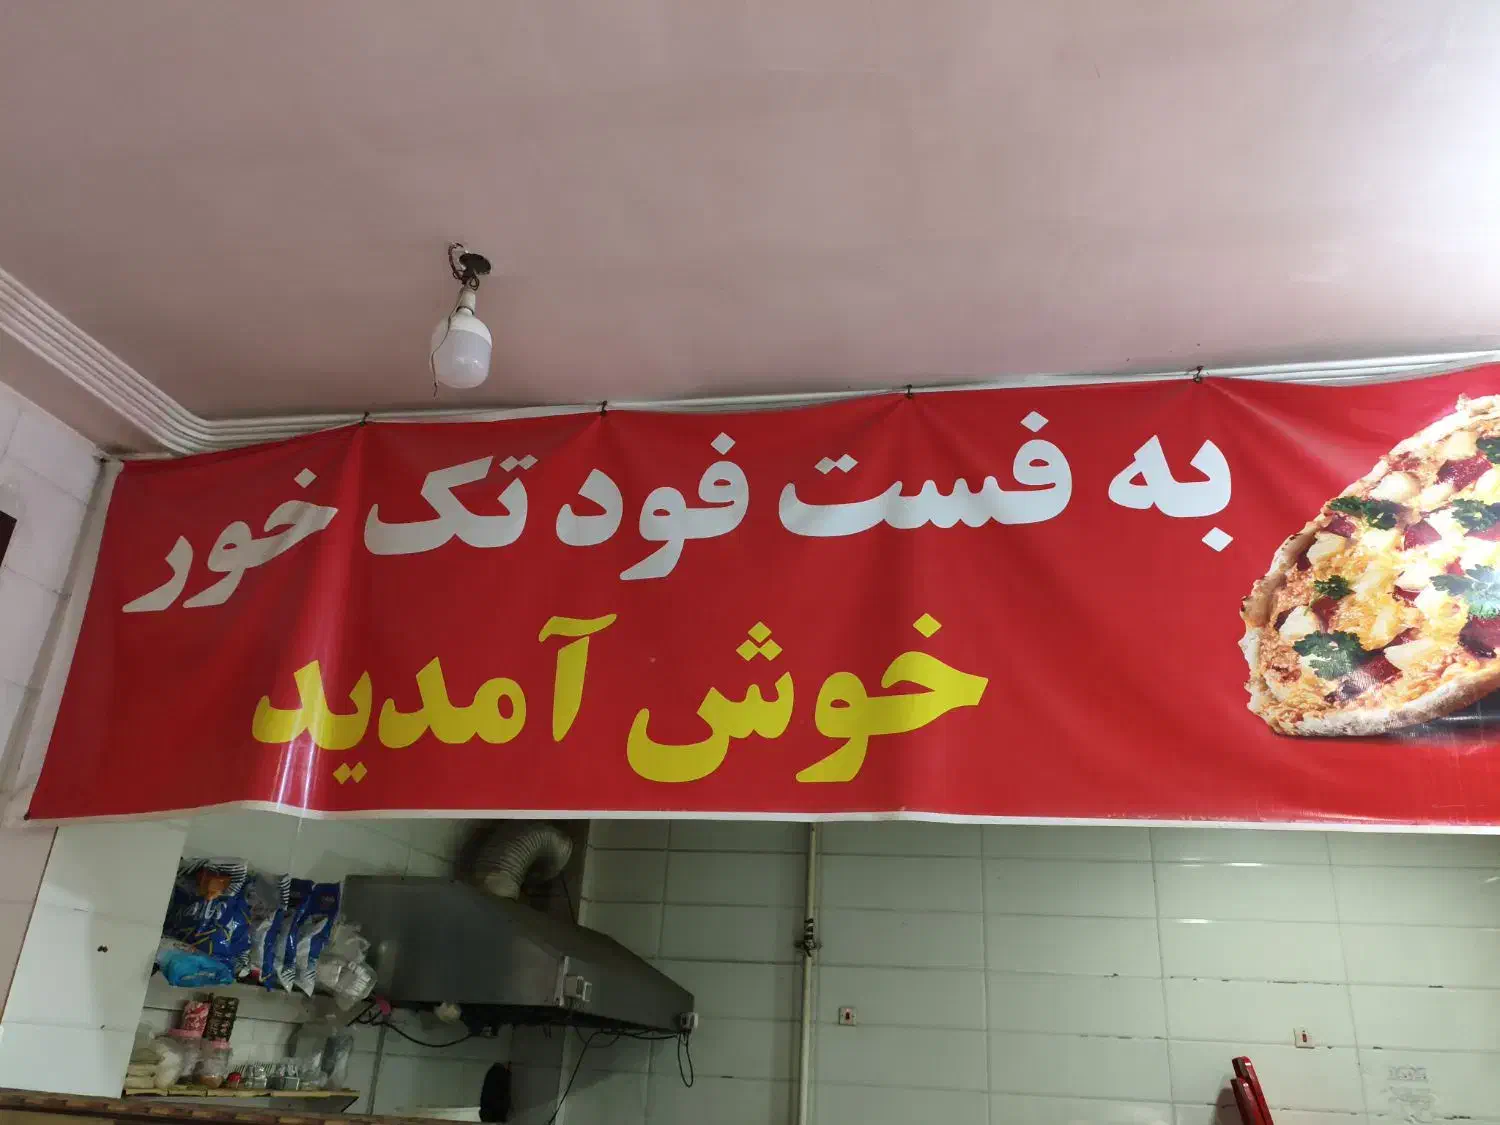 به فست فود تک خور
خوش آمدید